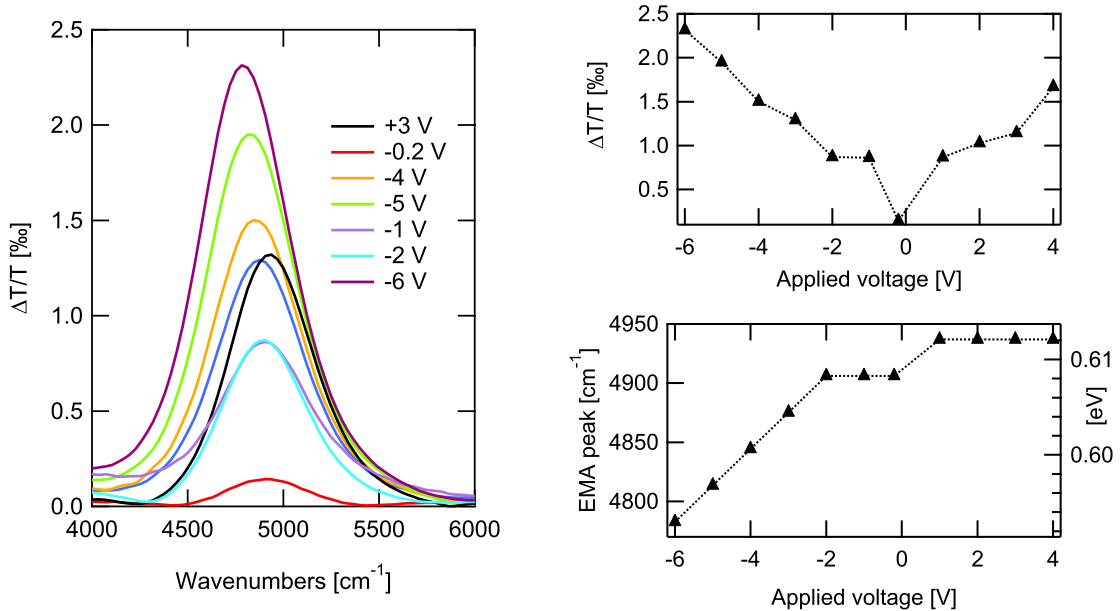 2.5
2.0
1.5
1.0
0.5
0.0
ΔT/T [‰]
4000 4500 5000 5500 6000
Wavenumbers [cm⁻¹]
+3 V
-0.2 V
-4 V
-5 V
-1 V
-2 V
-6 V
2.5
2.0
1.5
1.0
0.5
ΔT/T [‰]
-6 -4 -2 0 2 4
Applied voltage [V]
4950
4900
4850
4800
EMA peak [cm⁻¹]
0.61
0.60
[eV]
-6 -4 -2 0 2 4
Applied voltage [V]